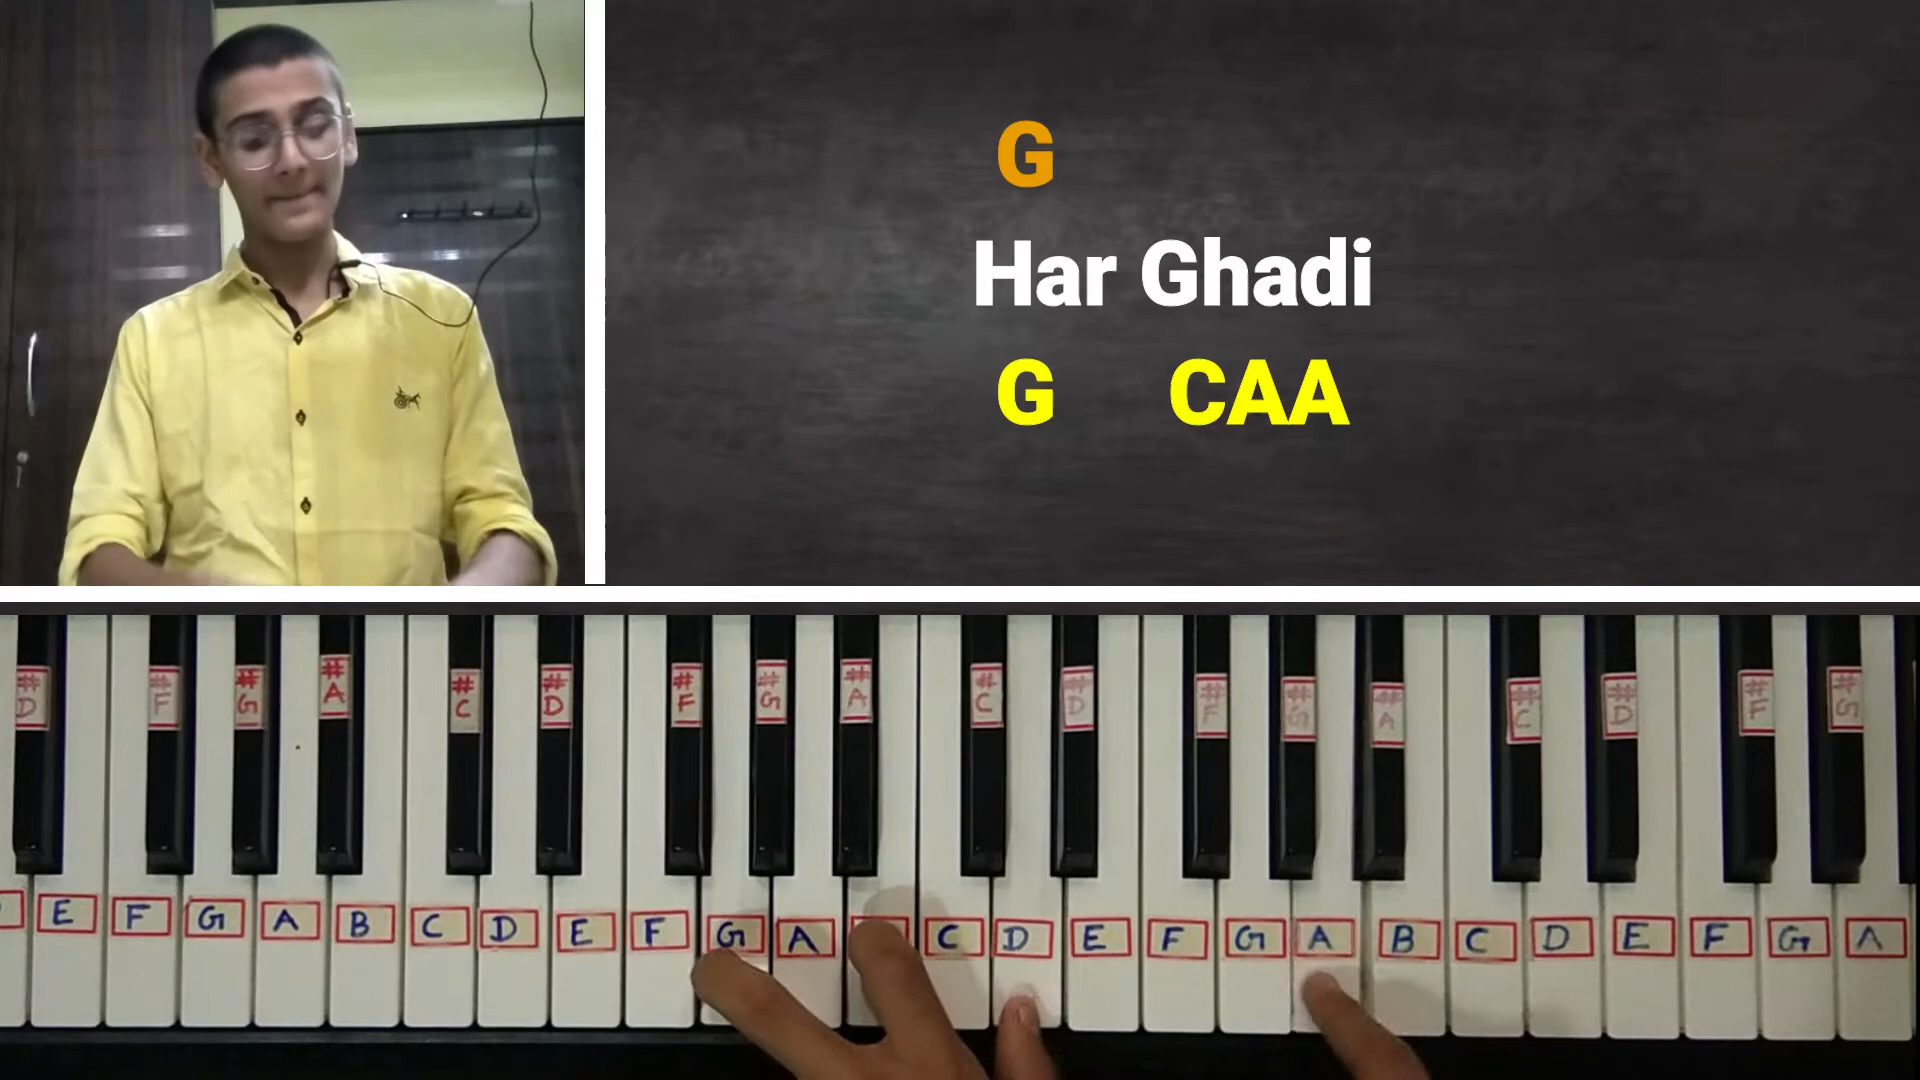 G
Har Ghadi
G CAA
# # # # # # # # # # # # # # # # # #
D F G A C D F G A C D F G A C D F G
E F G A B C D E F G A C D E F G A B C D E F G A